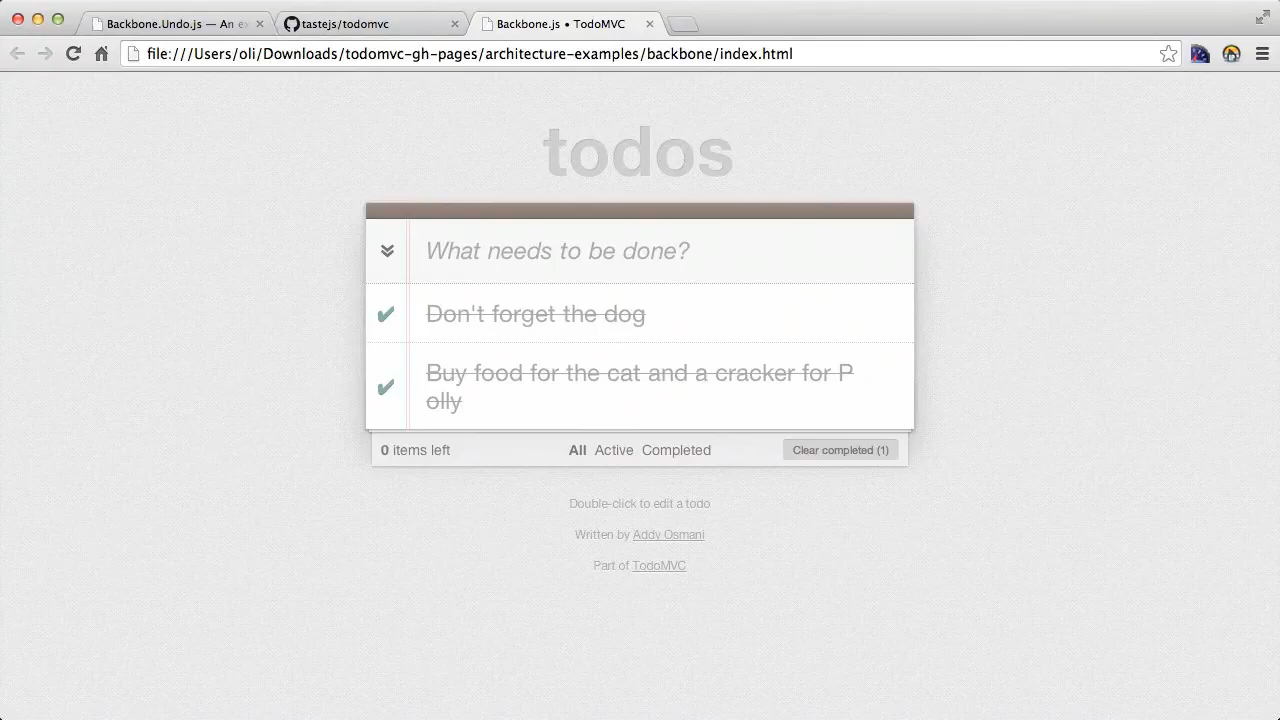 Backbone.Undo.js — An ex
tastejs/todomvc
Backbone.js • TodoMVC
file:///Users/oli/Downloads/todomvc-gh-pages/architecture-examples/backbone/index.html
todos
What needs to be done?
Don't forget the dog
Buy food for the cat and a cracker for P
olly
0 items left
All Active Completed
Clear completed (1)
Double-click to edit a todo
Written by Addy Osmani
Part of TodoMVC